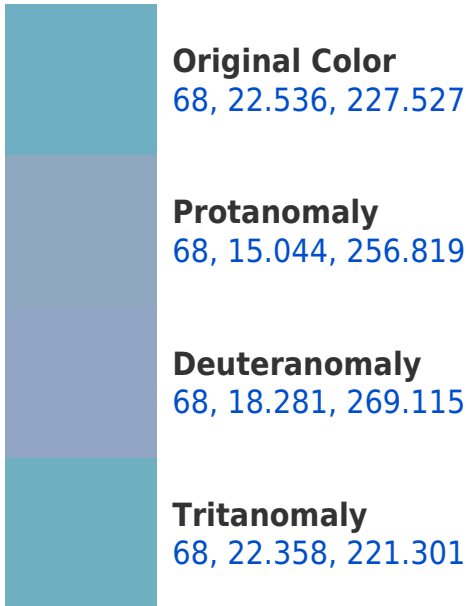 Original Color
68, 22.536, 227.527
Protanomaly
68, 15.044, 256.819
Deuteranomaly
68, 18.281, 269.115
Tritanomaly
68, 22.358, 221.301